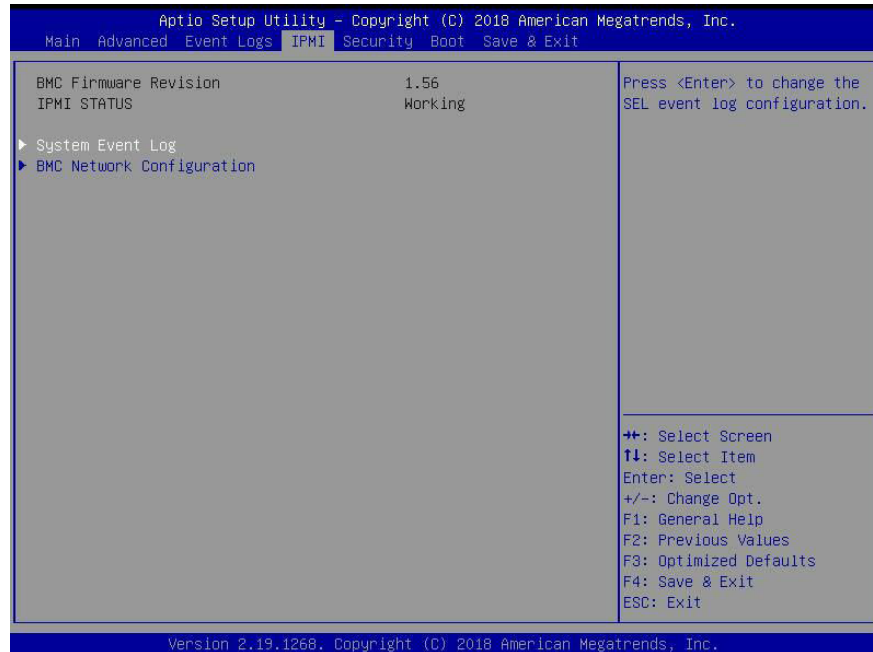 Aptio Setup Utility – Copyright (C) 2018 American Megatrends, Inc.
Main Advanced Event Logs IPMI Security Boot Save & Exit
BMC Firmware Revision 1.56
IPMI STATUS Working
System Event Log
BMC Network Configuration
Press <Enter> to change the
SEL event log configuration.
→←: Select Screen
↑↓: Select Item
Enter: Select
+/-: Change Opt.
F1: General Help
F2: Previous Values
F3: Optimized Defaults
F4: Save & Exit
ESC: Exit
Version 2.19.1268. Copyright (C) 2018 American Megatrends, Inc.